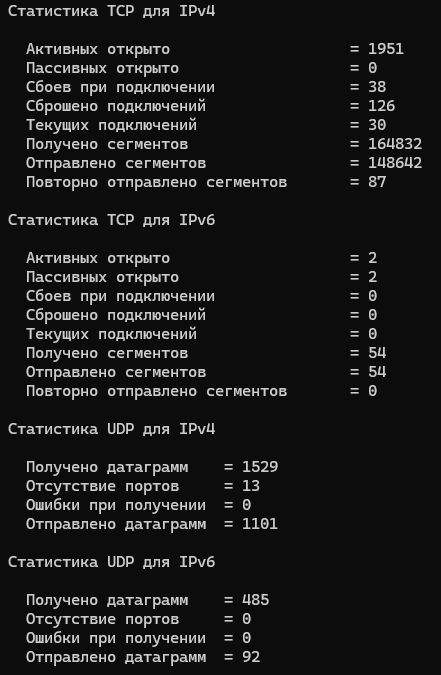 Статистика TCP для IPv4
Активных открыто = 1951
Пассивных открыто = 0
Сбоев при подключении = 38
Сброшено подключений = 126
Текущих подключений = 30
Получено сегментов = 164832
Отправлено сегментов = 148642
Повторно отправлено сегментов = 87
Статистика TCP для IPv6
Активных открыто = 2
Пассивных открыто = 2
Сбоев при подключении = 0
Сброшено подключений = 0
Текущих подключений = 0
Получено сегментов = 54
Отправлено сегментов = 54
Повторно отправлено сегментов = 0
Статистика UDP для IPv4
Получено датаграмм = 1529
Отсутствие портов = 13
Ошибки при получении = 0
Отправлено датаграмм = 1101
Статистика UDP для IPv6
Получено датаграмм = 485
Отсутствие портов = 0
Ошибки при получении = 0
Отправлено датаграмм = 92